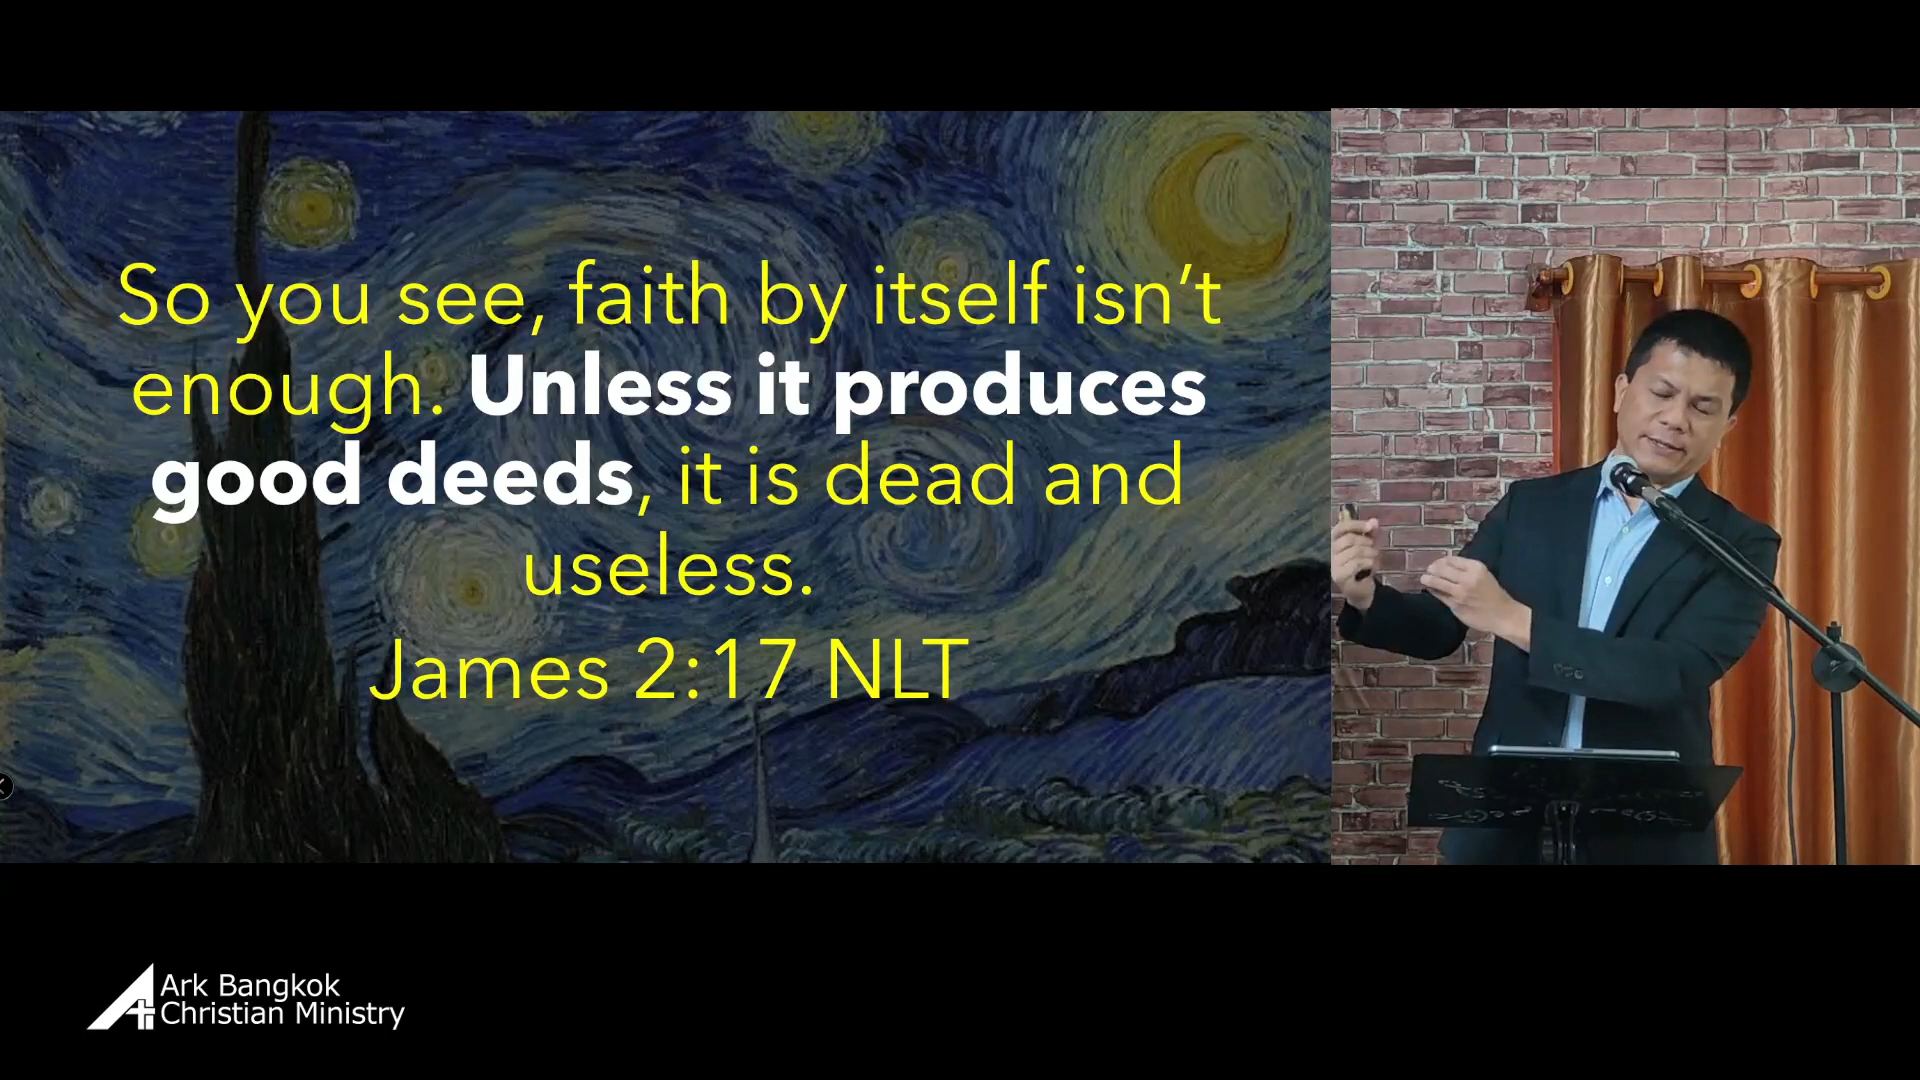 So you see, faith by itself isn’t
enough. Unless it produces
good deeds, it is dead and
useless.
James 2:17 NLT
Ark Bangkok
Christian Ministry